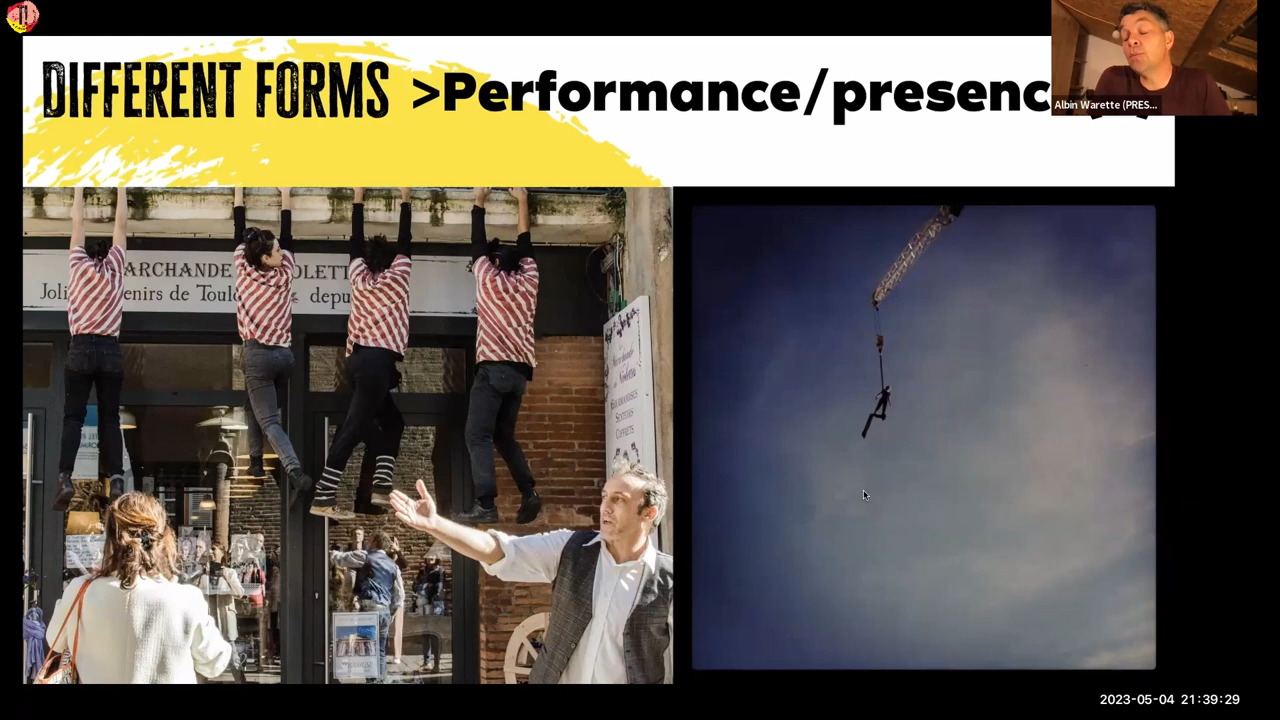 DIFFERENT FORMS >Performance/presenc
Albin Warette (PRES...
ARCHANDE
OLETT
Joli
enirs de Toul
depu
2023-05-04 21:39:29